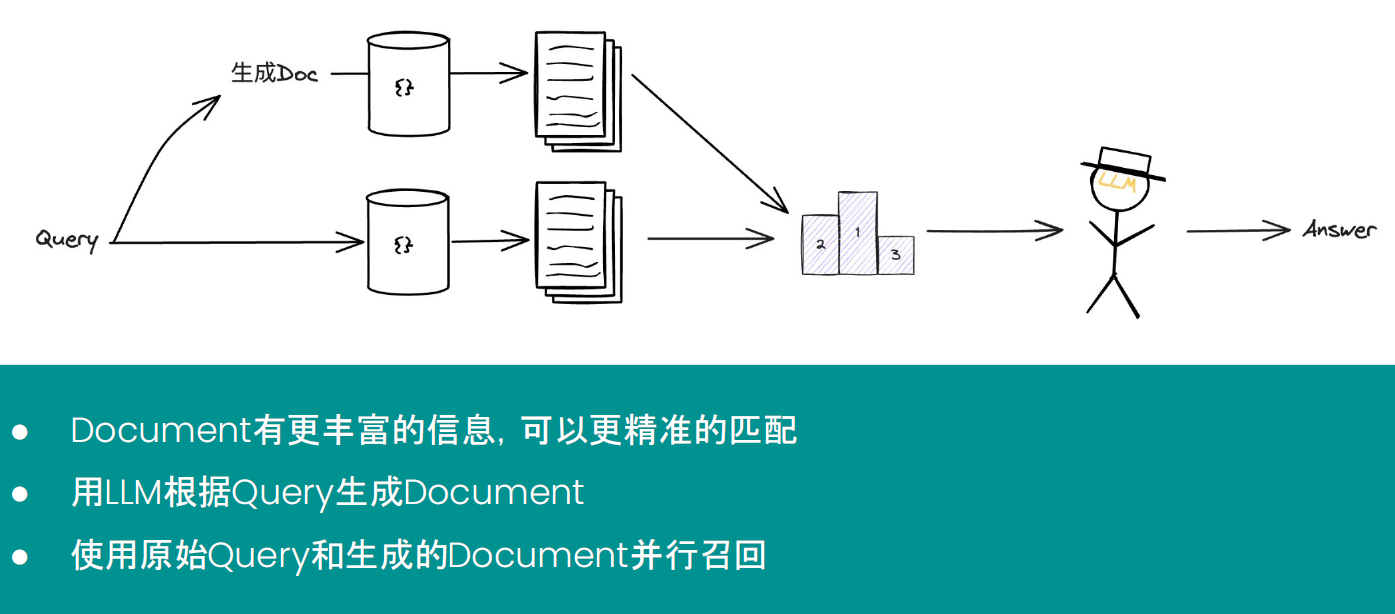 生成Doc
{}
Query
{}
2
1
3
LLM
Answer
Document有更丰富的信息，可以更精准的匹配
用LLM根据Query生成Document
使用原始Query和生成的Document并行召回